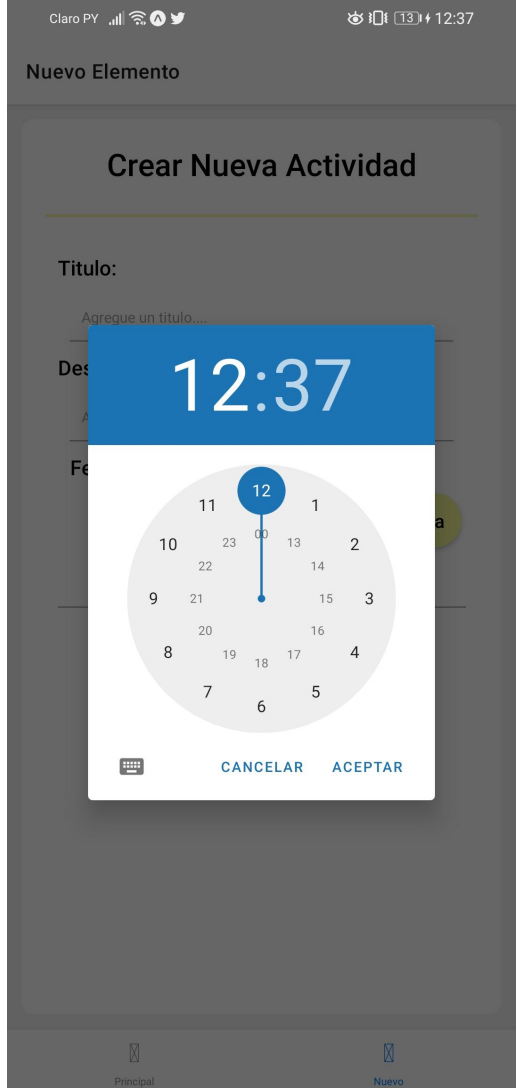 Claro PY 13 12:37
Nuevo Elemento
Crear Nueva Actividad
Titulo:
Agregue un titulo....
Des
A
Fe
a
12:37
12
11 1
00
23 13
10 2
22 14
9 21 15 3
20 16
8 4
19 17
18
7 5
6
CANCELAR ACEPTAR
Principal Nuevo